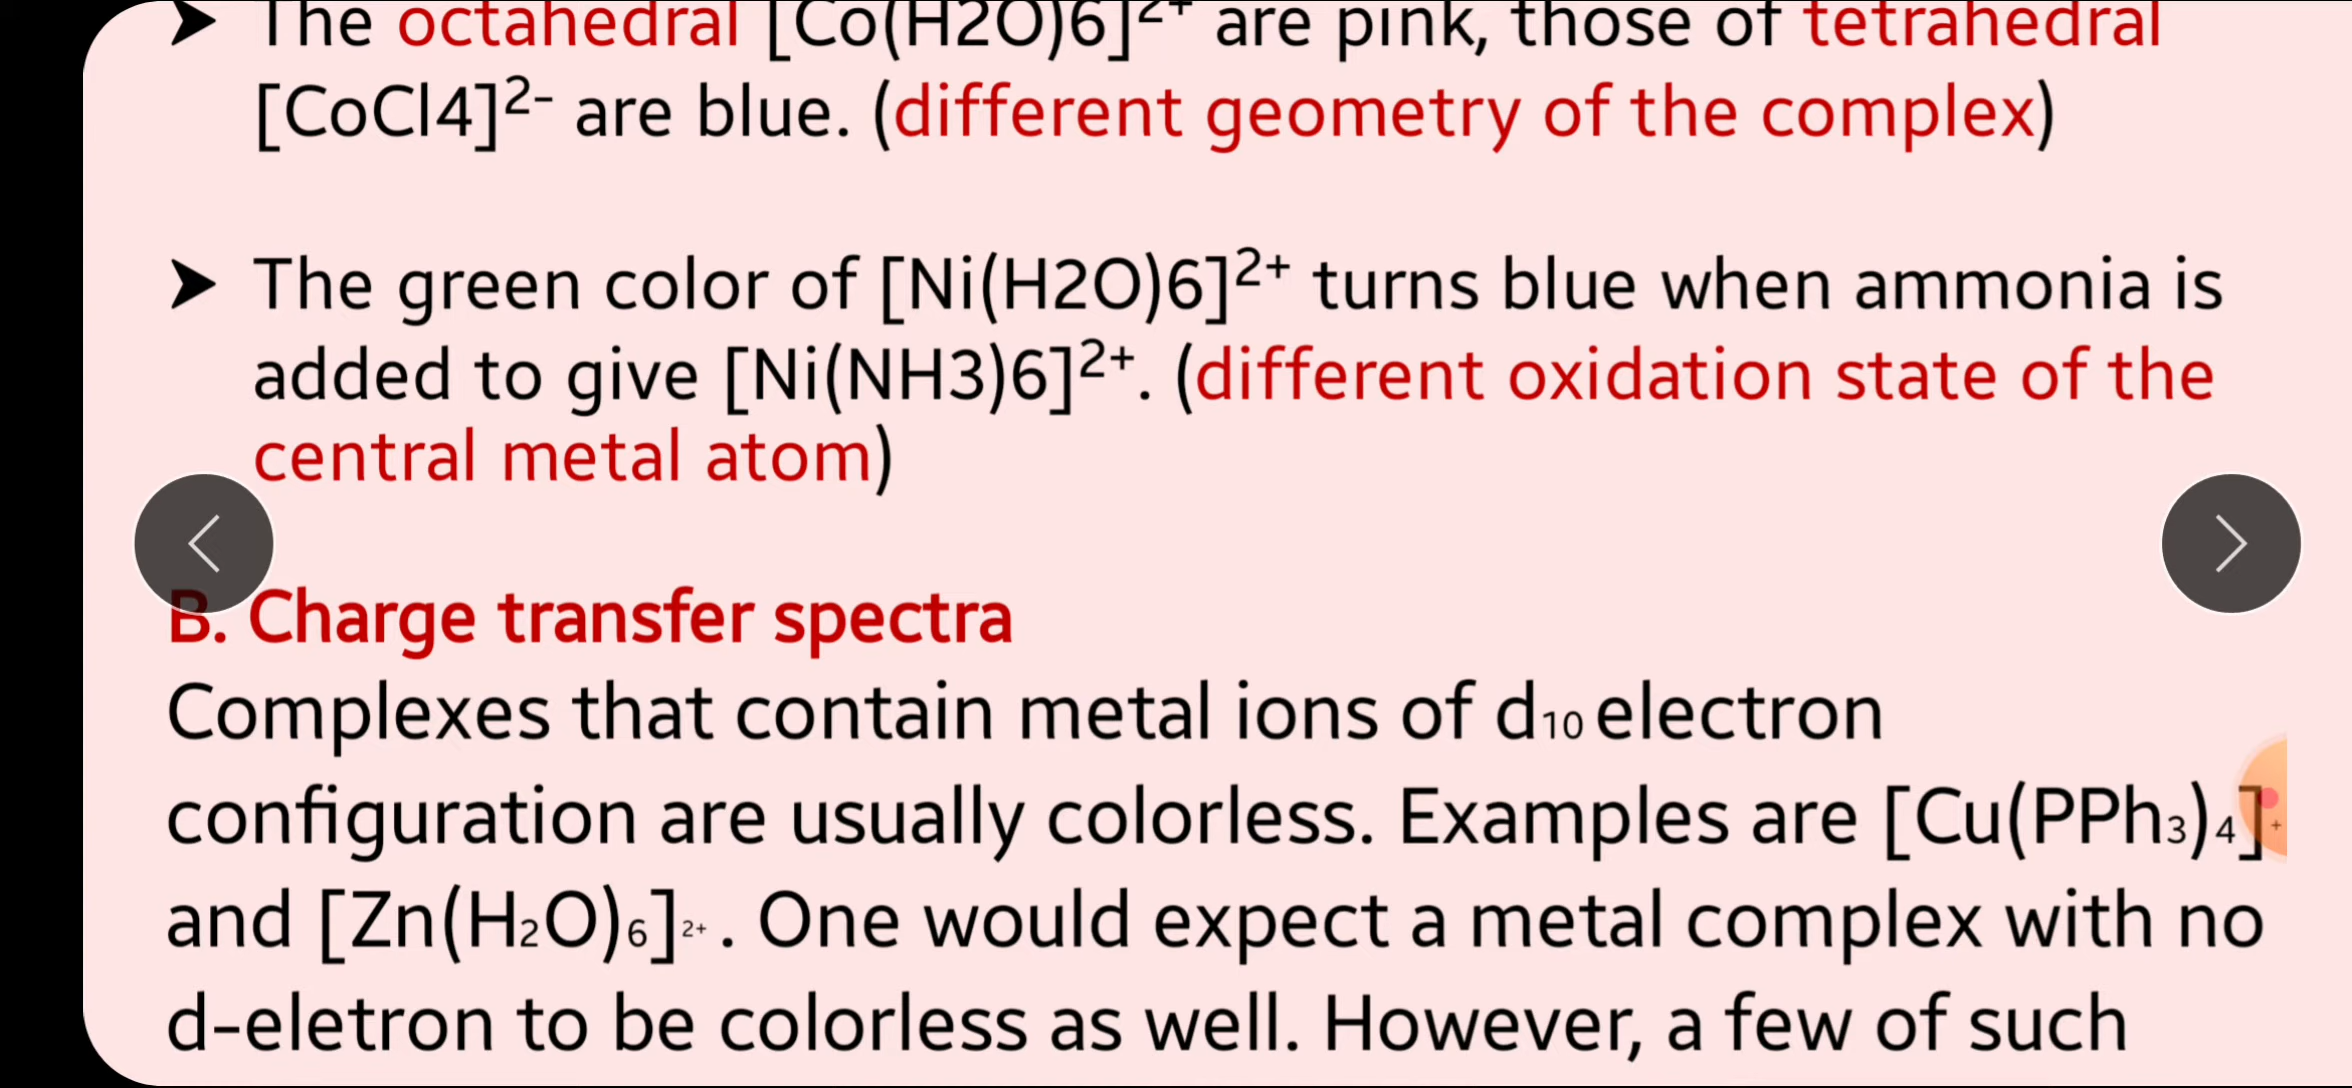 ➤ The octahedral [Co(H2O)6]²⁺ are pink, those of tetrahedral
[CoCl4]²⁻ are blue. (different geometry of the complex)
➤ The green color of [Ni(H2O)6]²⁺ turns blue when ammonia is
added to give [Ni(NH3)6]²⁺. (different oxidation state of the
central metal atom)
B. Charge transfer spectra
Complexes that contain metal ions of d₁₀ electron
configuration are usually colorless. Examples are [Cu(PPh₃)₄]₊
and [Zn(H₂O)₆]₂₊ . One would expect a metal complex with no
d-eletron to be colorless as well. However, a few of such